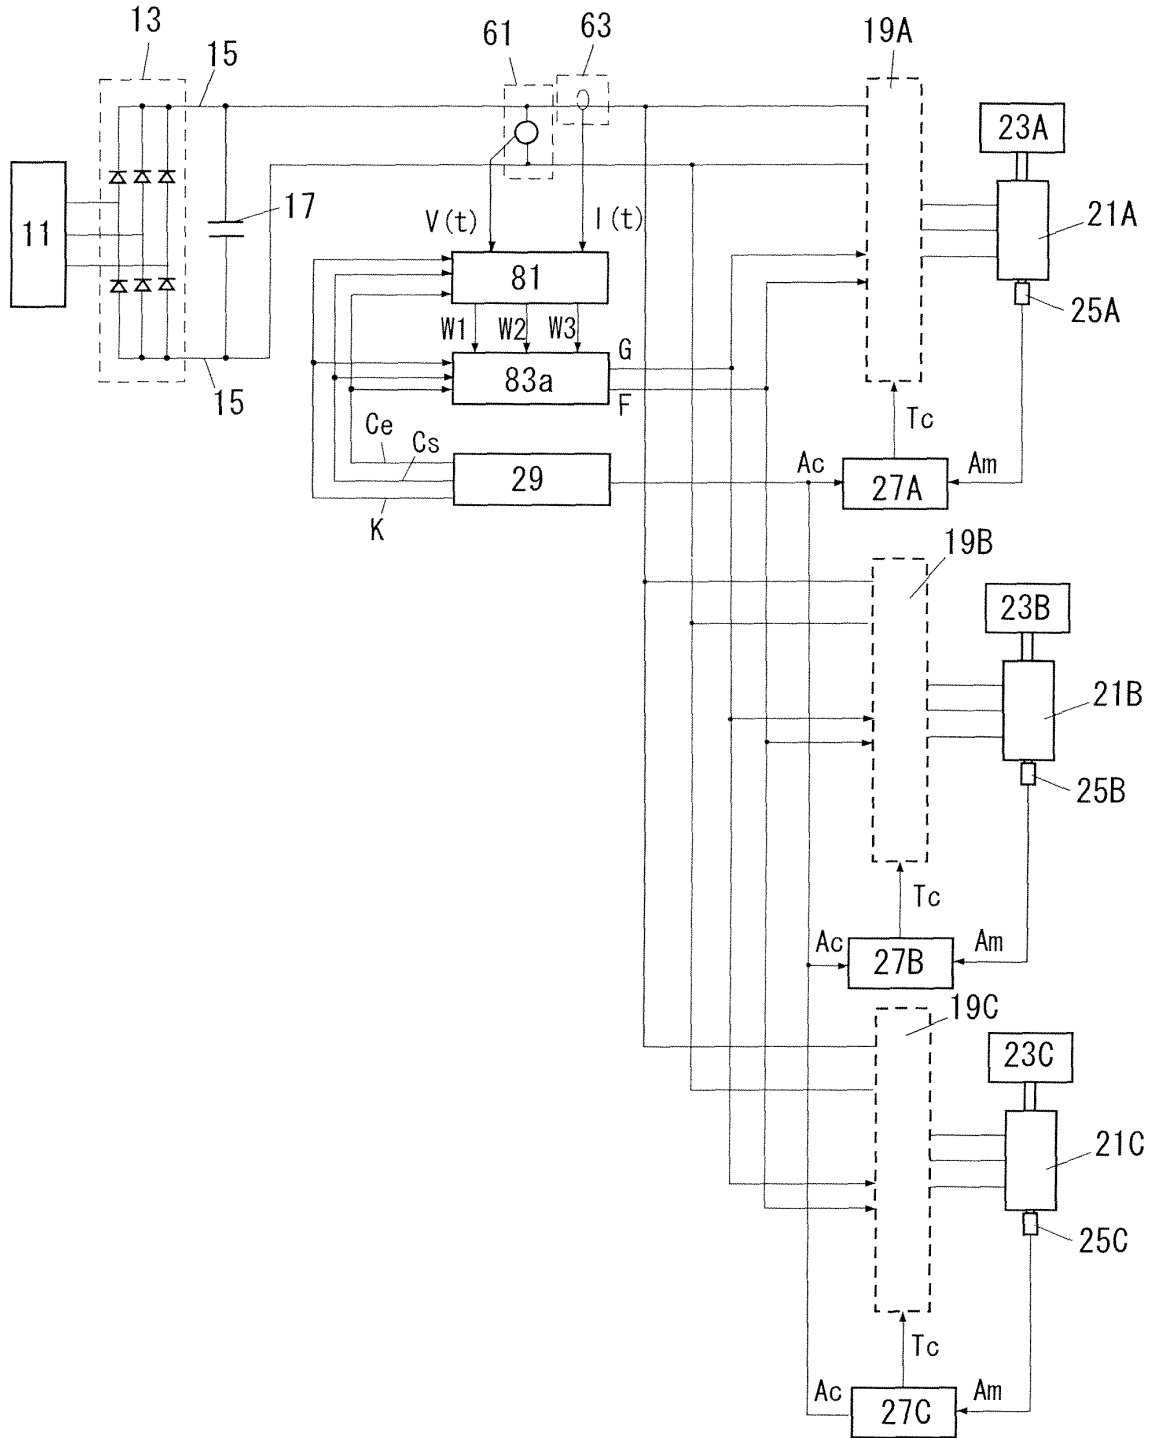 13
15
61
63
19A
23A
11
17
V(t)
I(t)
21A
81
25A
W1
W2
W3
G
83a
F
Tc
Ce
Cs
Ac
Am
29
27A
K
19B
23B
21B
25B
Tc
Ac
Am
27B
19C
23C
21C
25C
Tc
Ac
Am
27C
15